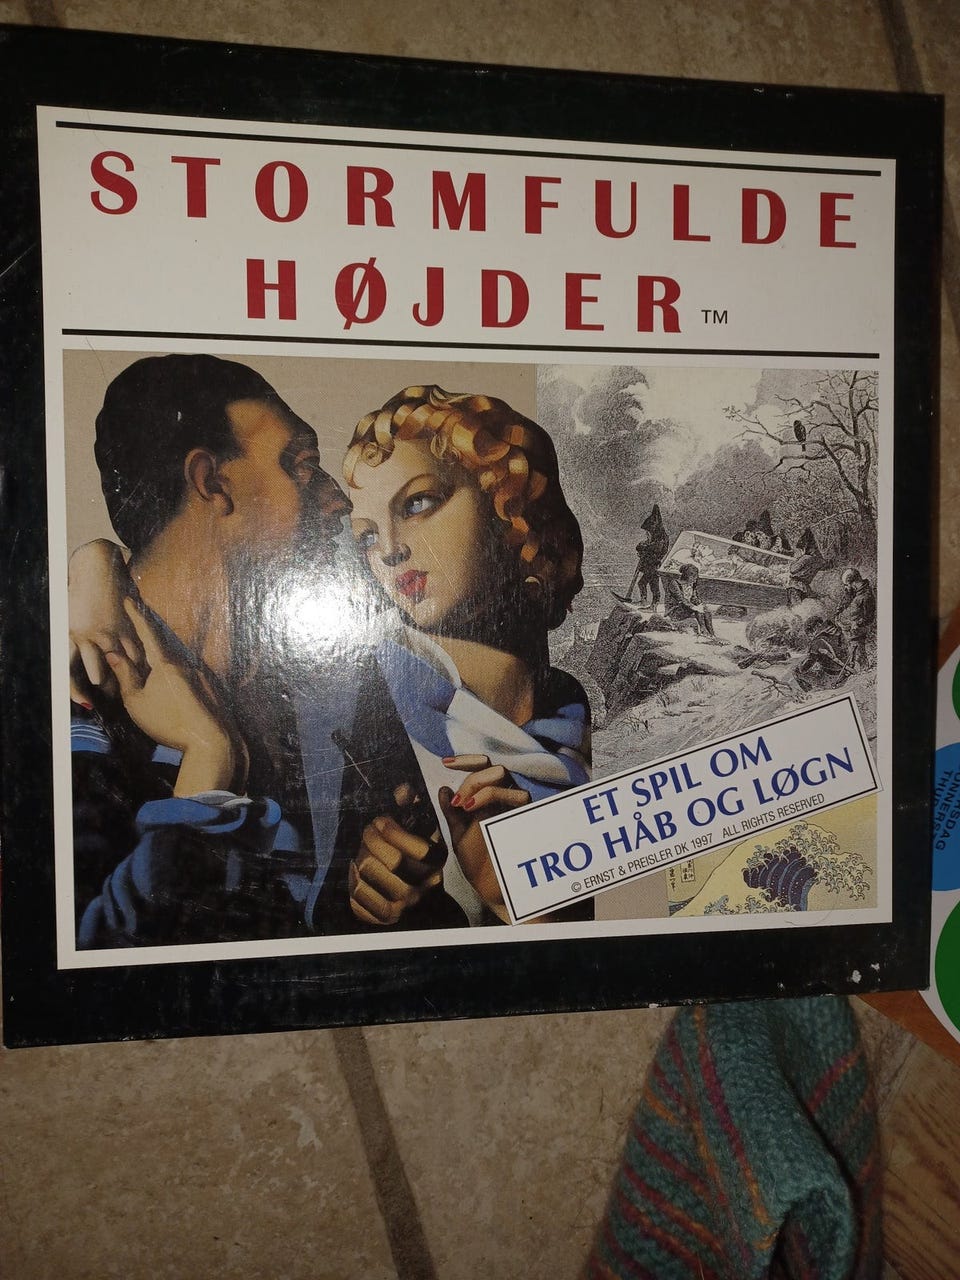 STORMFULDE
HØJDER™
ET SPIL OM
TRO HÅB OG LØGN
© ERNST & PREISLER DK 1997 ALL RIGHTS RESERVED